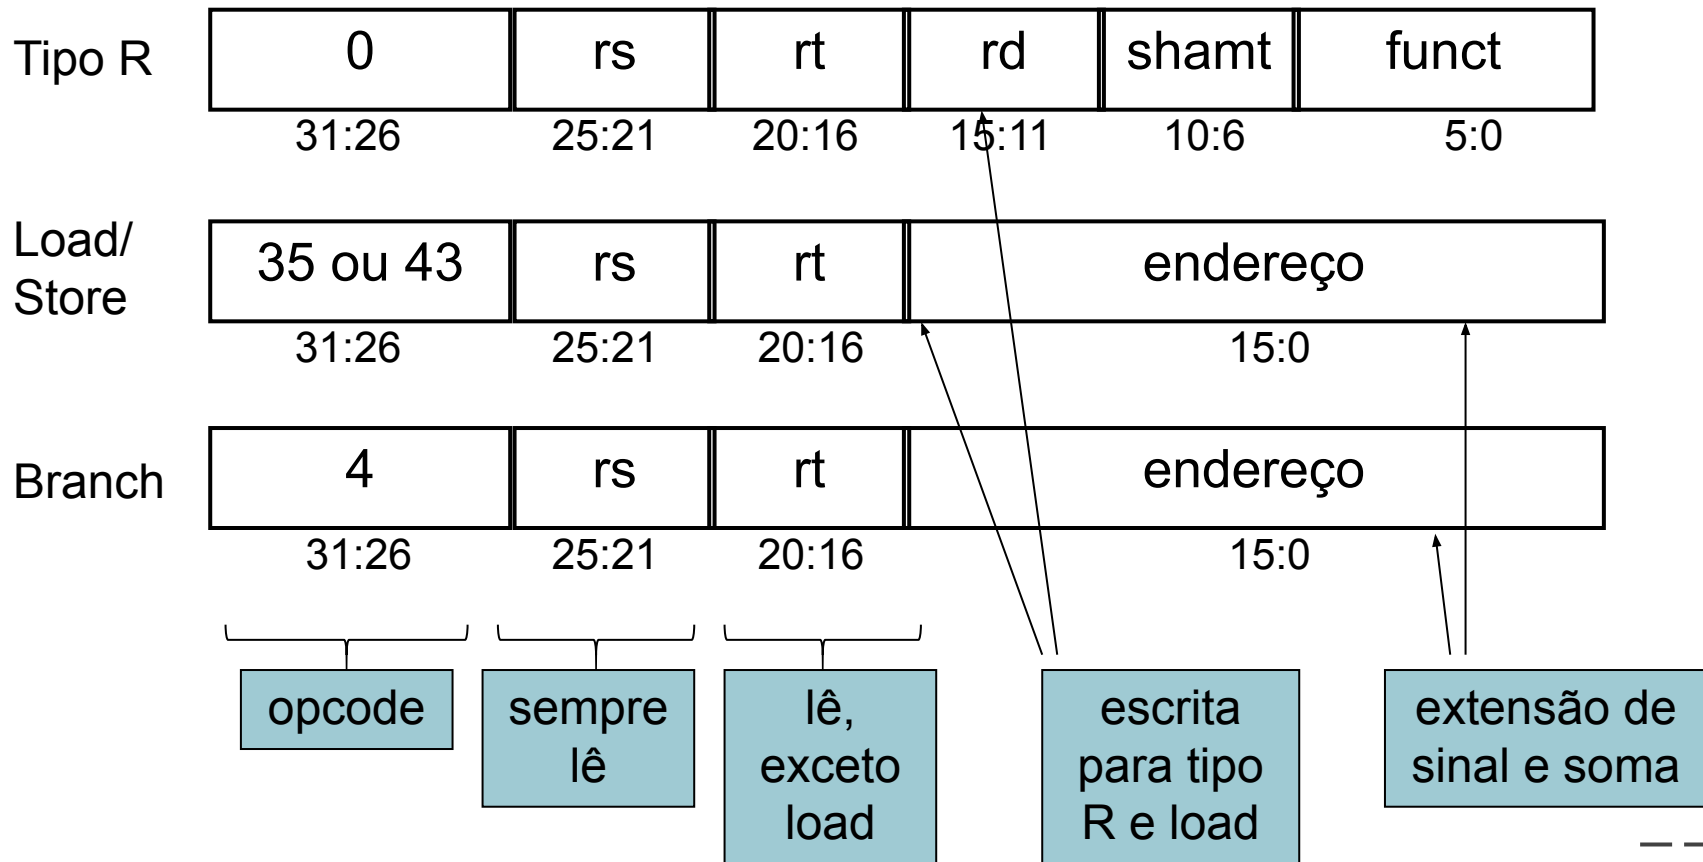 Tipo R
0 rs rt rd shamt funct
31:26 25:21 20:16 15:11 10:6 5:0
Load/
Store
35 ou 43 rs rt endereço
31:26 25:21 20:16 15:0
Branch
4 rs rt endereço
31:26 25:21 20:16 15:0
opcode
sempre
lê
lê,
exceto
load
escrita
para tipo
R e load
extensão de
sinal e soma